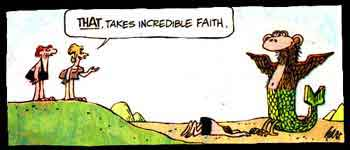 THAT, TAKES INCREDIBLE FAITH.